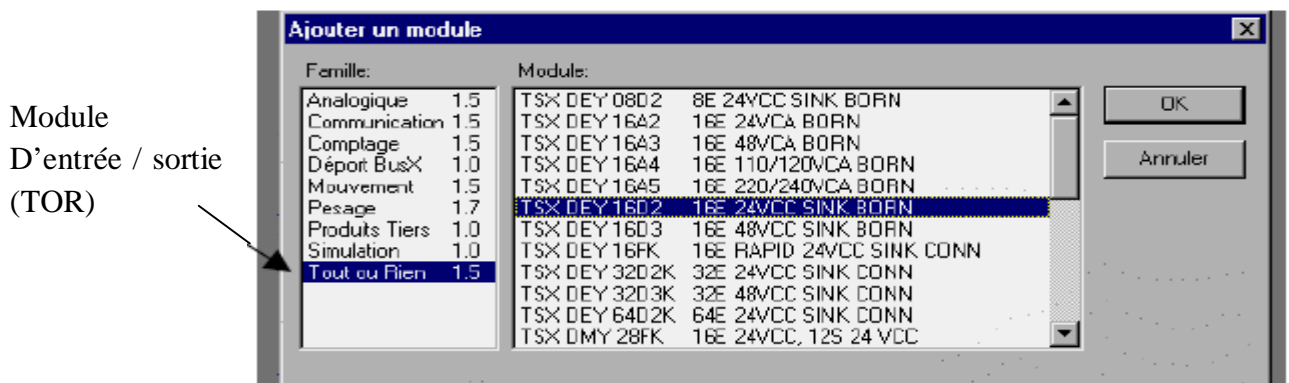 Ajouter un module
Famille:
Module:
Module
D’entrée / sortie
(TOR)
Analogique 1.5
Communication 1.5
Comptage 1.5
Déport BusX 1.0
Mouvement 1.5
Pesage 1.7
Produits Tiers 1.0
Simulation 1.0
Tout ou Rien 1.5
TSX DEY 08D2 8E 24VCC SINK BORN
TSX DEY 16A2 16E 24VCA BORN
TSX DEY 16A3 16E 48VCA BORN
TSX DEY 16A4 16E 110/120VCA BORN
TSX DEY 16A5 16E 220/240VCA BORN
TSX DEY 16D2 16E 24VCC SINK BORN
TSX DEY 16D3 16E 48VCC SINK BORN
TSX DEY 16FK 16E RAPID 24VCC SINK CONN
TSX DEY 32D2K 32E 24VCC SINK CONN
TSX DEY 32D3K 32E 48VCC SINK CONN
TSX DEY 64D2K 64E 24VCC SINK CONN
TSX DMY 28FK 16E 24VCC, 12S 24 VCC
OK
Annuler